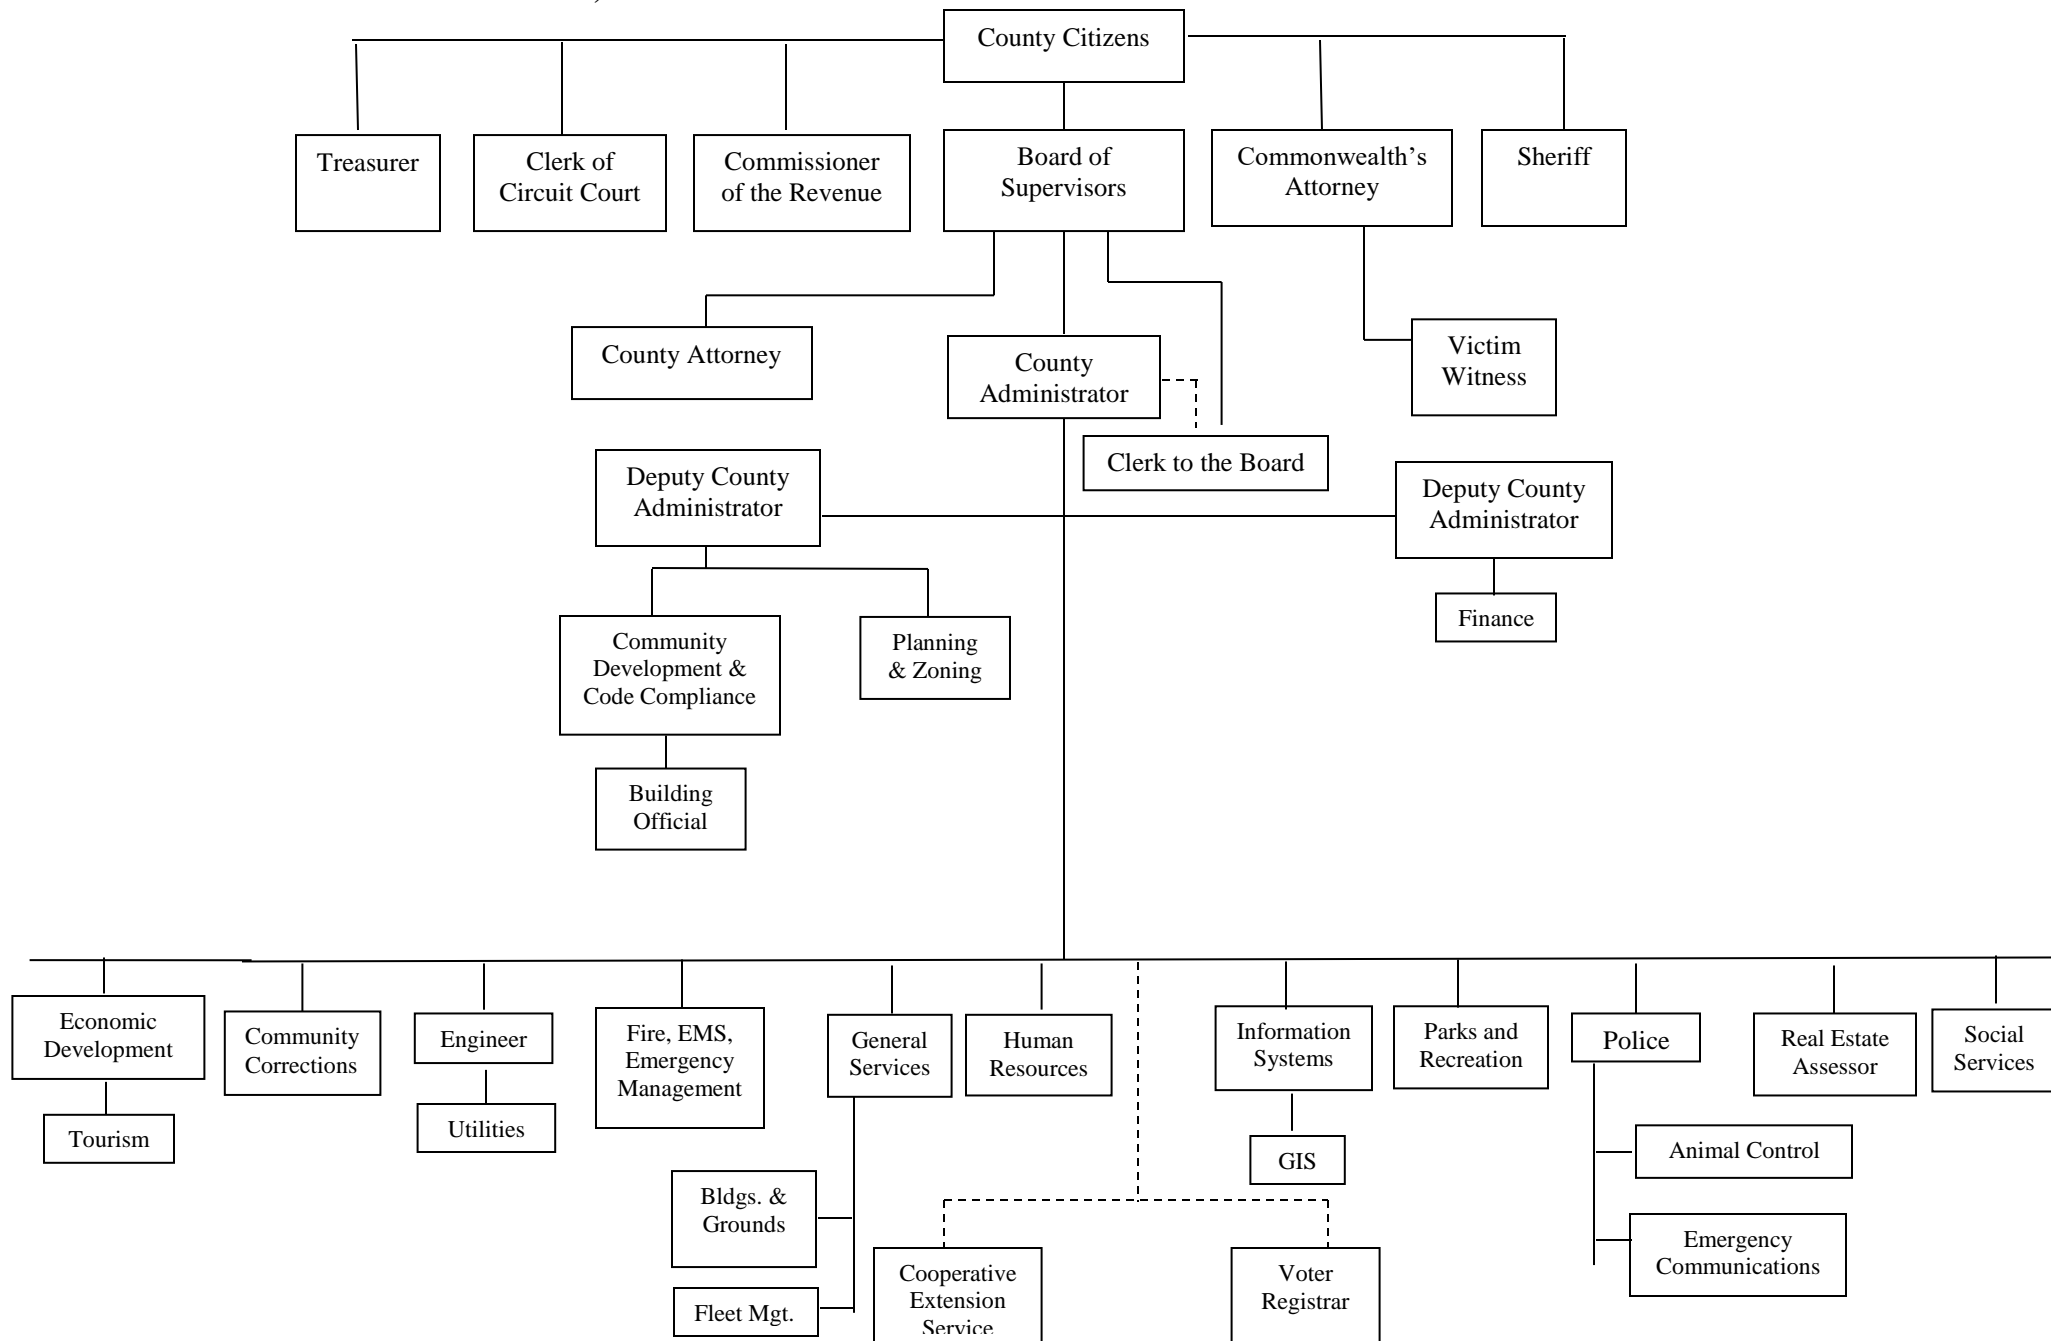 County Citizens
Treasurer
Clerk of
Circuit Court
Commissioner
of the Revenue
Board of
Supervisors
Commonwealth’s
Attorney
Sheriff
County Attorney
County
Administrator
Victim
Witness
Clerk to the Board
Deputy County
Administrator
Deputy County
Administrator
Finance
Community
Development &
Code Compliance
Planning
& Zoning
Building
Official
Economic
Development
Community
Corrections
Engineer
Fire, EMS,
Emergency
Management
General
Services
Human
Resources
Information
Systems
Parks and
Recreation
Police
Real Estate
Assessor
Social
Services
Tourism
Utilities
GIS
Animal Control
Bldgs. &
Grounds
Emergency
Communications
Fleet Mgt.
Cooperative
Extension
Service
Voter
Registrar